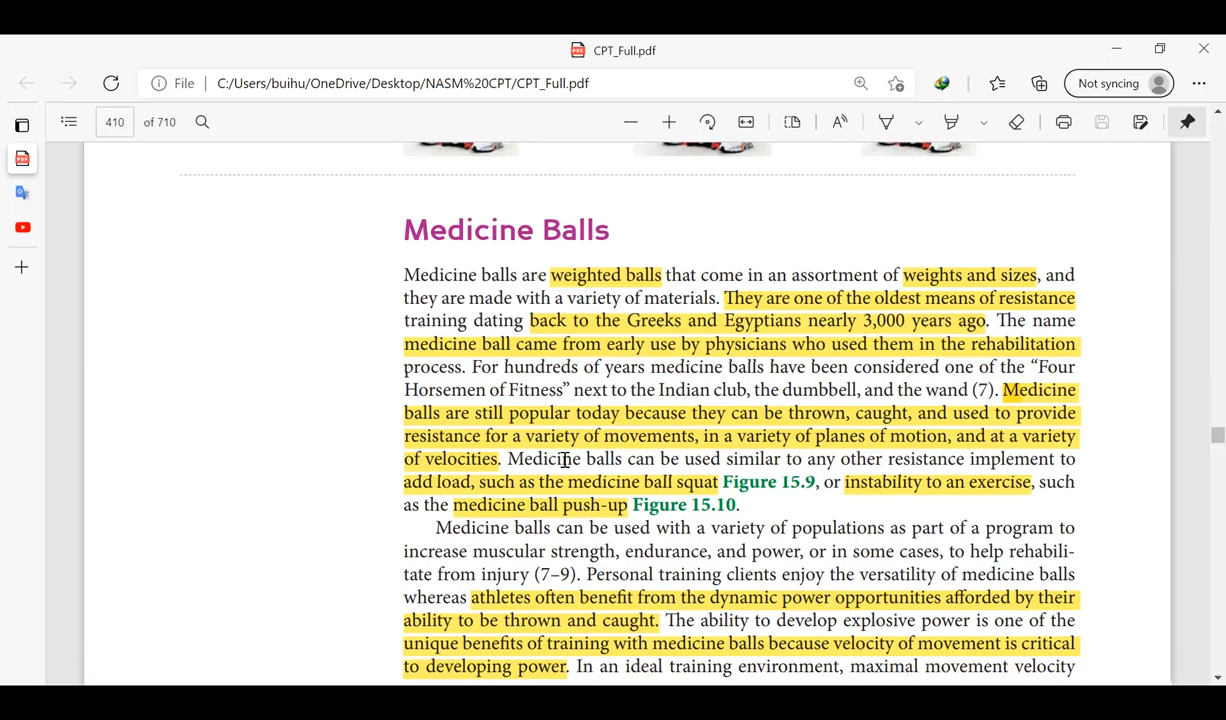 CPT_Full.pdf
File C:/Users/buihu/OneDrive/Desktop/NASM%20CPT/CPT_Full.pdf Not syncing
410 of 710
Medicine Balls
Medicine balls are weighted balls that come in an assortment of weights and sizes, and
they are made with a variety of materials. They are one of the oldest means of resistance
training dating back to the Greeks and Egyptians nearly 3,000 years ago. The name
medicine ball came from early use by physicians who used them in the rehabilitation
process. For hundreds of years medicine balls have been considered one of the “Four
Horsemen of Fitness” next to the Indian club, the dumbbell, and the wand (7). Medicine
balls are still popular today because they can be thrown, caught, and used to provide
resistance for a variety of movements, in a variety of planes of motion, and at a variety
of velocities. Medicine balls can be used similar to any other resistance implement to
add load, such as the medicine ball squat Figure 15.9, or instability to an exercise, such
as the medicine ball push-up Figure 15.10.
Medicine balls can be used with a variety of populations as part of a program to
increase muscular strength, endurance, and power, or in some cases, to help rehabili-
tate from injury (7–9). Personal training clients enjoy the versatility of medicine balls
whereas athletes often benefit from the dynamic power opportunities afforded by their
ability to be thrown and caught. The ability to develop explosive power is one of the
unique benefits of training with medicine balls because velocity of movement is critical
to developing power. In an ideal training environment, maximal movement velocity